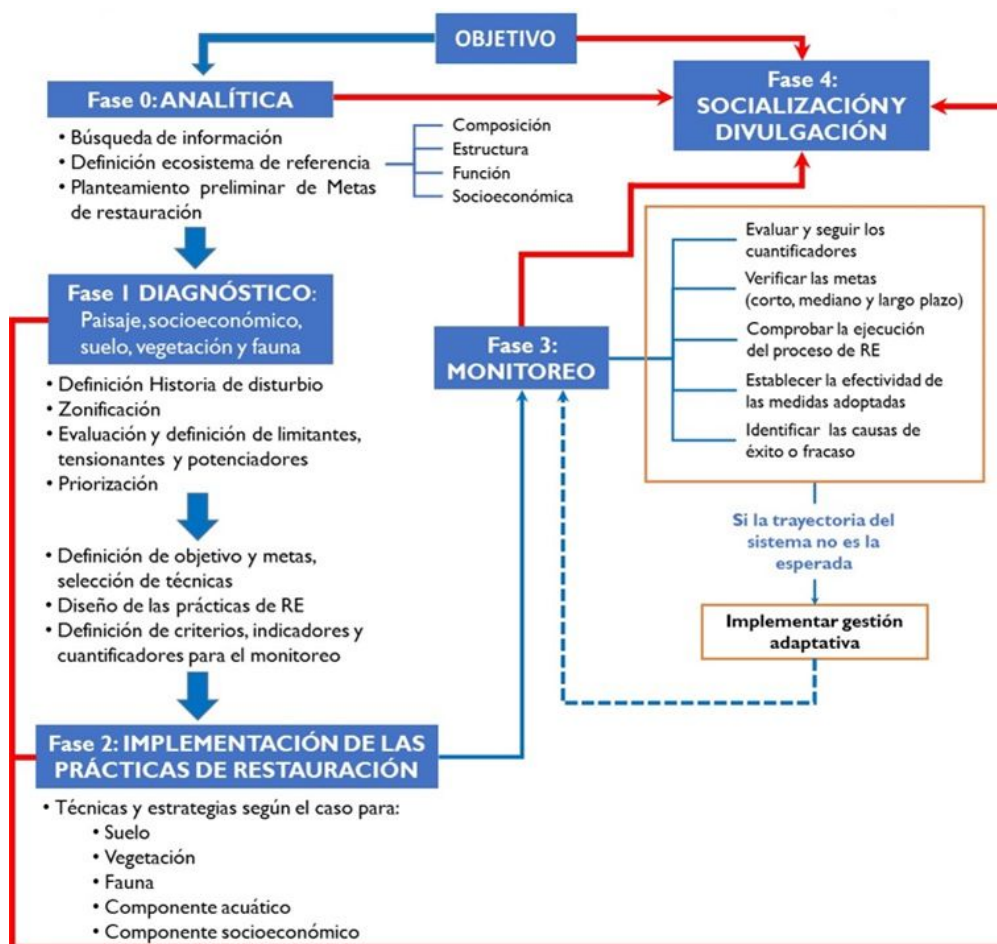 OBJETIVO
Fase 0: ANALÍTICA
• Búsqueda de información
• Definición ecosistema de referencia
• Planteamiento preliminar de Metas
de restauración
Composición
Estructura
Función
Socioeconómica
Fase 4:
SOCIALIZACIÓN Y
DIVULGACIÓN
Fase 1 DIAGNÓSTICO:
Paisaje, socioeconómico,
suelo, vegetación y fauna
• Definición Historia de disturbio
• Zonificación
• Evaluación y definición de limitantes,
tensionantes y potenciadores
• Priorización
• Definición de objetivo y metas,
selección de técnicas
• Diseño de las prácticas de RE
• Definición de criterios, indicadores y
cuantificadores para el monitoreo
Fase 2: IMPLEMENTACIÓN DE LAS
PRÁCTICAS DE RESTAURACIÓN
• Técnicas y estrategias según el caso para:
• Suelo
• Vegetación
• Fauna
• Componente acuático
• Componente socioeconómico
Fase 3:
MONITOREO
Evaluar y seguir los
cuantificadores
Verificar las metas
(corto, mediano y largo plazo)
Comprobar la ejecución
del proceso de RE
Establecer la efectividad de
las medidas adoptadas
Identificar las causas de
éxito o fracaso
Si la trayectoria del
sistema no es la
esperada
Implementar gestión
adaptativa